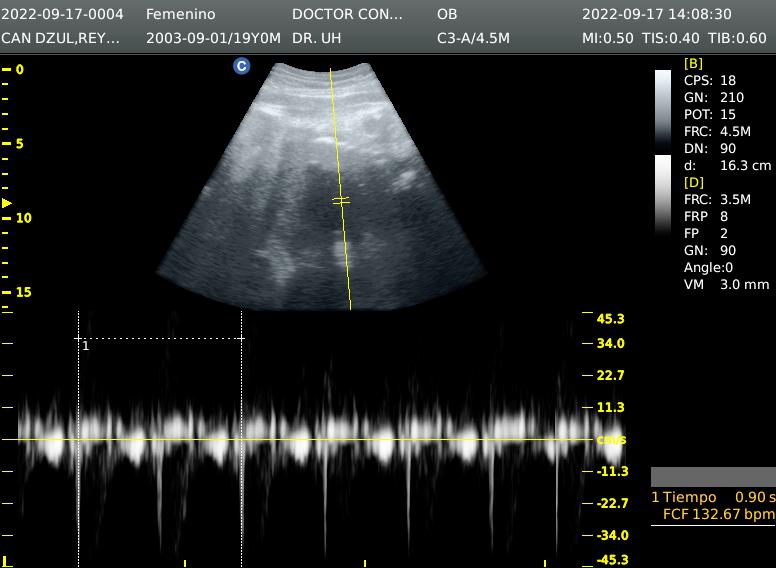 2022-09-17-0004 Femenino DOCTOR CON... OB 2022-09-17 14:08:30
CAN DZUL,REY... 2003-09-01/19Y0M DR. UH C3-A/4.5M MI:0.50 TIS:0.40 TIB:0.60
C
0
5
10
15
[B]
CPS: 18
GN: 210
POT: 15
FRC: 4.5M
DN: 90
d: 16.3 cm
[D]
FRC: 3.5M
FRP 8
FP 2
GN: 90
Angle:0
VM 3.0 mm
1
45.3
34.0
22.7
11.3
cm/s
-11.3
-22.7
-34.0
-45.3
1 Tiempo 0.90 s
FCF 132.67 bpm